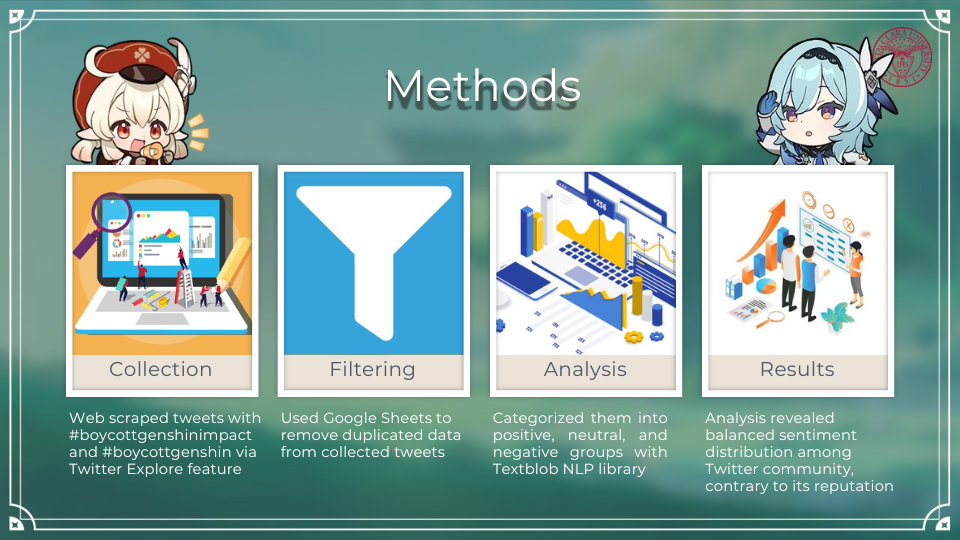 Methods
Collection
Filtering
Analysis
Results
Web scraped tweets with
#boycottgenshinimpact
and #boycottgenshin via
Twitter Explore feature
Used Google Sheets to
remove duplicated data
from collected tweets
Categorized them into
positive, neutral, and
negative groups with
Textblob NLP library
Analysis revealed
balanced sentiment
distribution among
Twitter community,
contrary to its reputation
+256